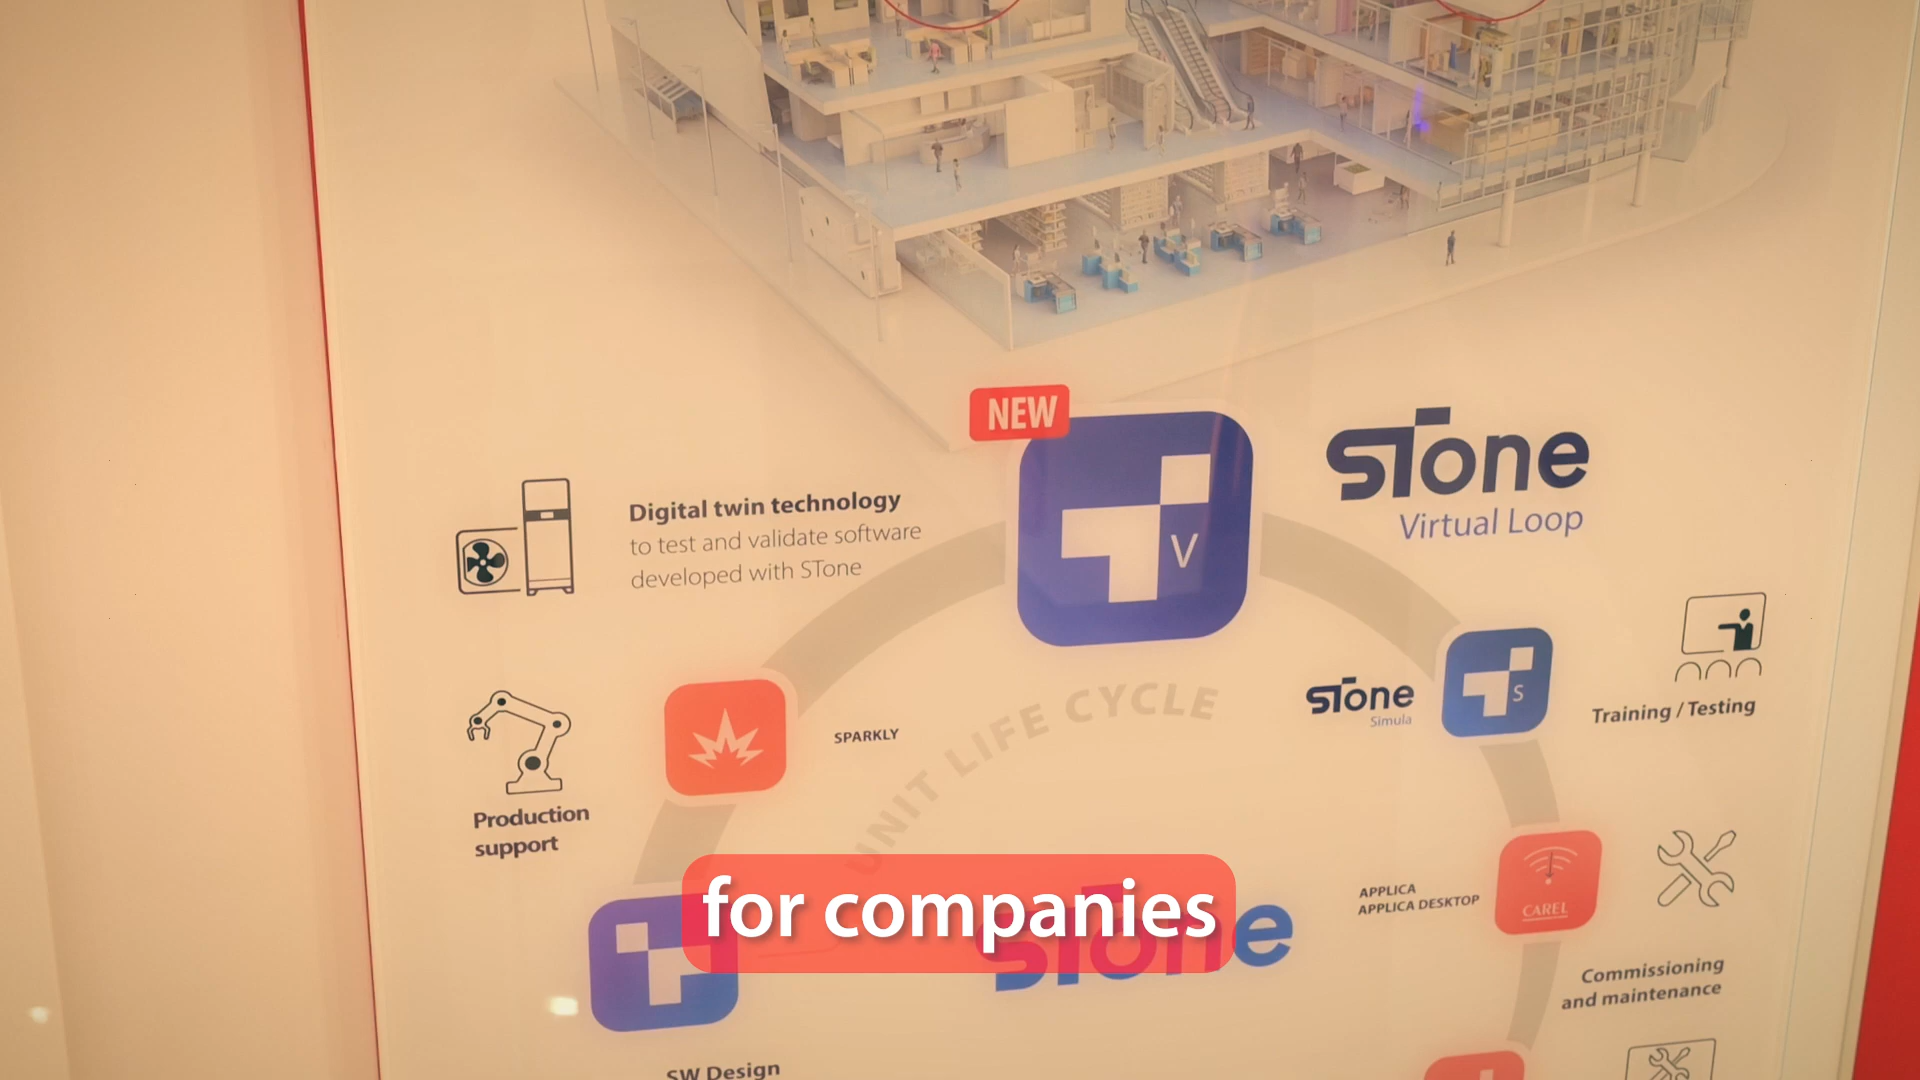 NEW
STone
Virtual Loop
V
Digital twin technology
to test and validate software
developed with STone
STone
Simula
S
Training / Testing
SPARKLY
UNIT LIFE CYCLE
Production
support
APPLICA
APPLICA DESKTOP
CAREL
for companies
STone
Commissioning
and maintenance
SW Design